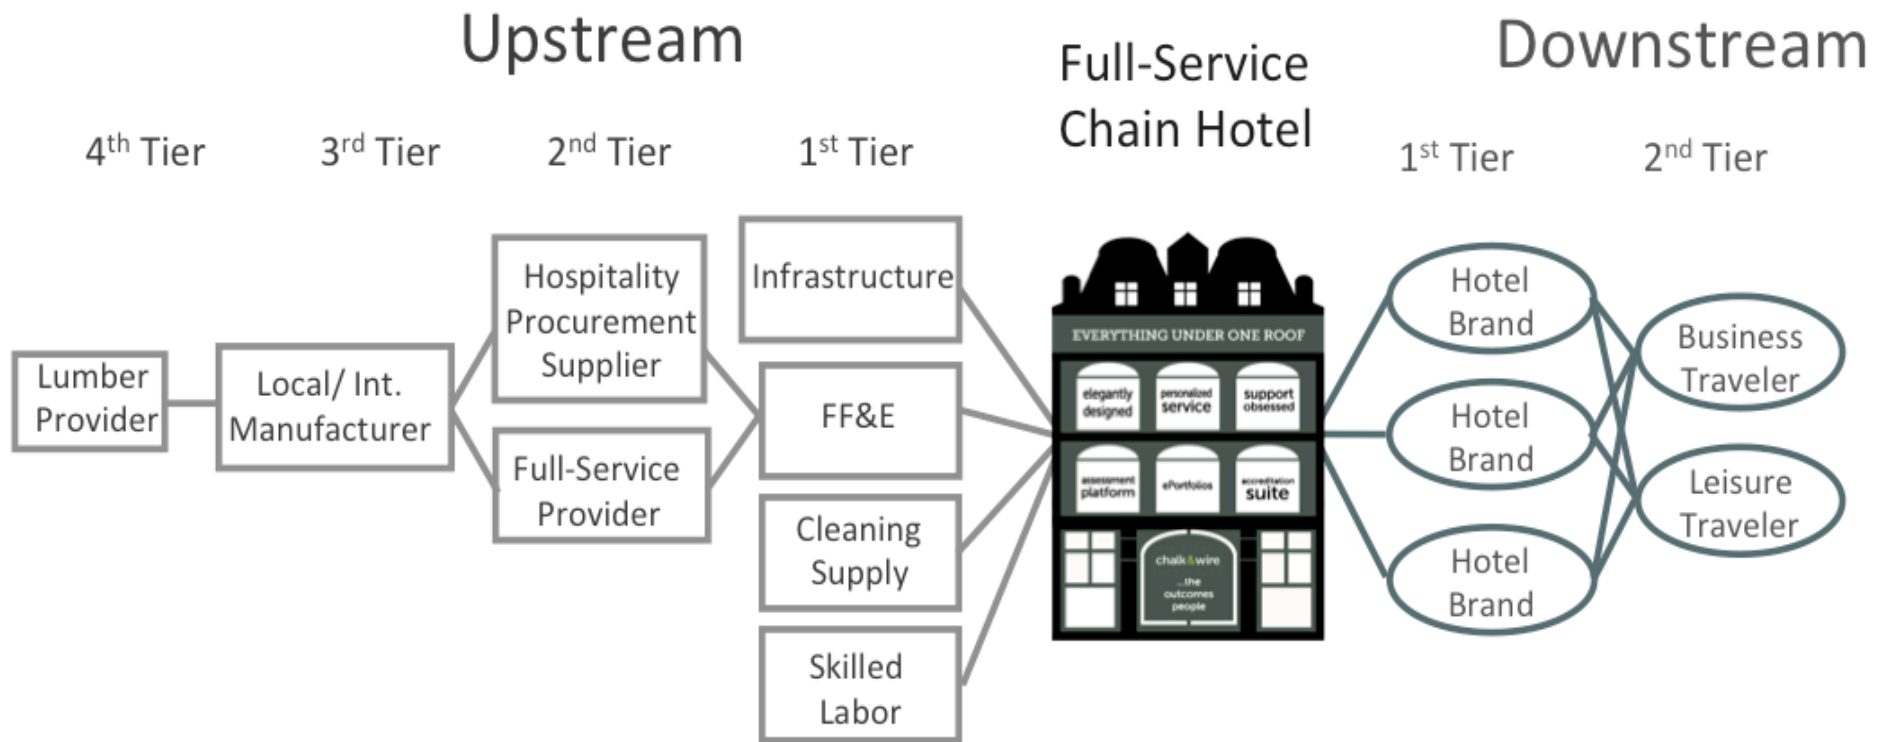 Upstream
Full-Service
Chain Hotel
Downstream
4th Tier
3rd Tier
2nd Tier
1st Tier
1st Tier
2nd Tier
Lumber
Provider
Local/ Int.
Manufacturer
Hospitality
Procurement
Supplier
Full-Service
Provider
Infrastructure
FF&E
Cleaning
Supply
Skilled
Labor
EVERYTHING UNDER ONE ROOF
elegantly
designed
personalized
service
support
obsessed
assessment
platform
ePortfolios
accreditation
suite
chalk&wire
...the
outcomes
people
Hotel
Brand
Hotel
Brand
Hotel
Brand
Business
Traveler
Leisure
Traveler